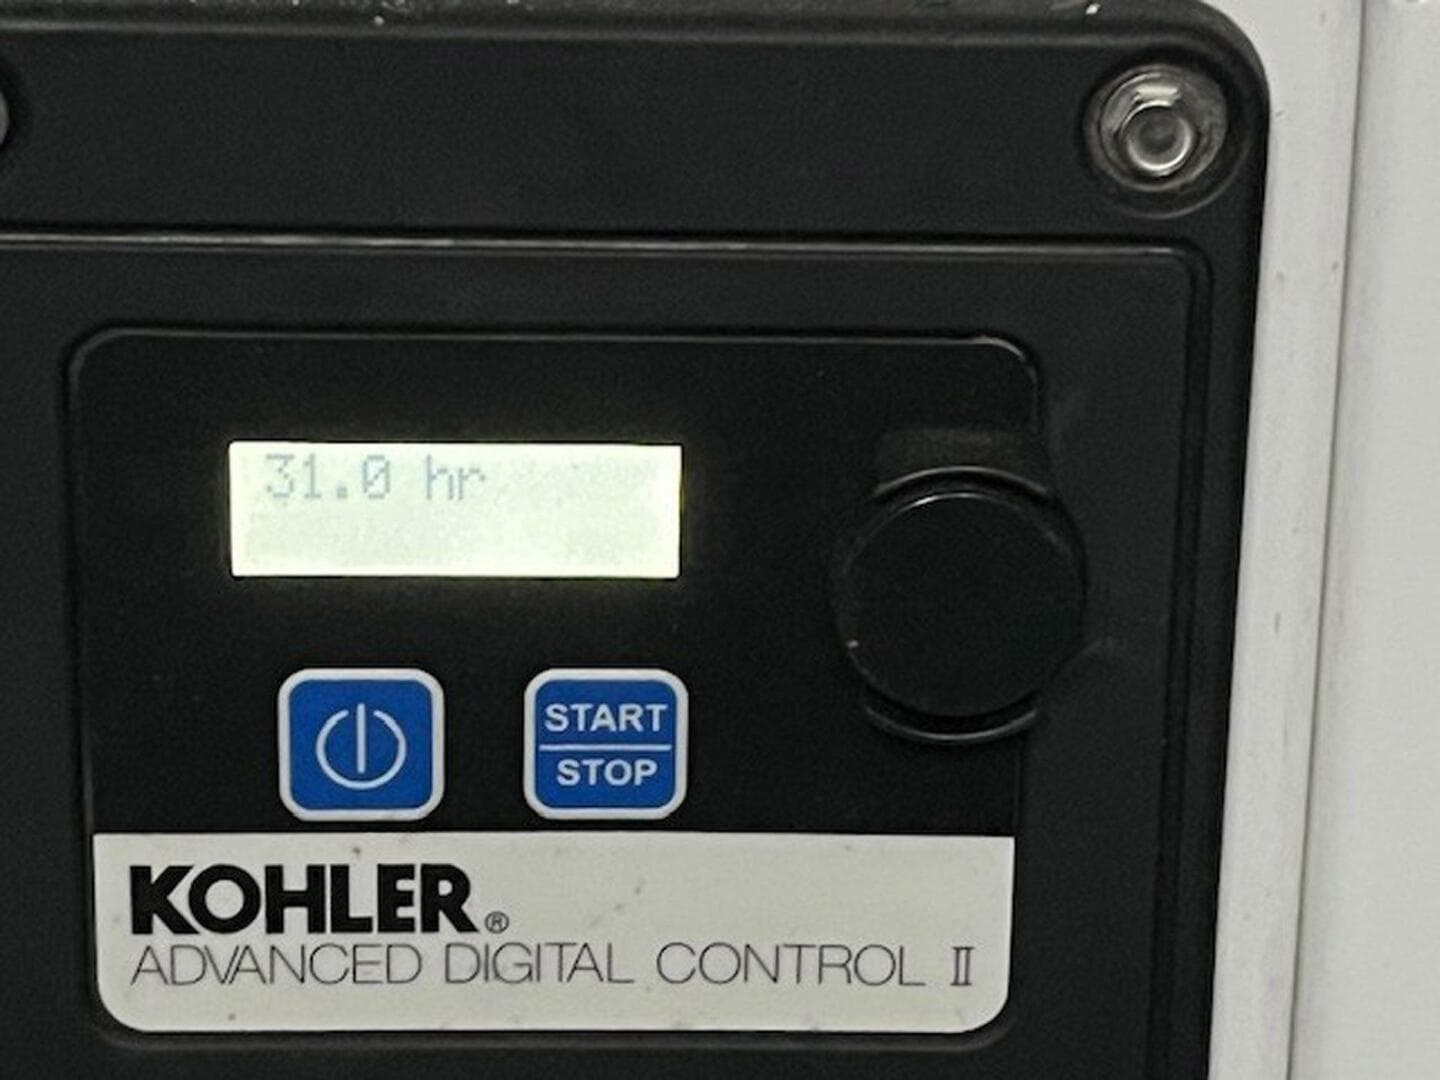 31.0 hr
START
STOP
KOHLER®
ADVANCED DIGITAL CONTROL II